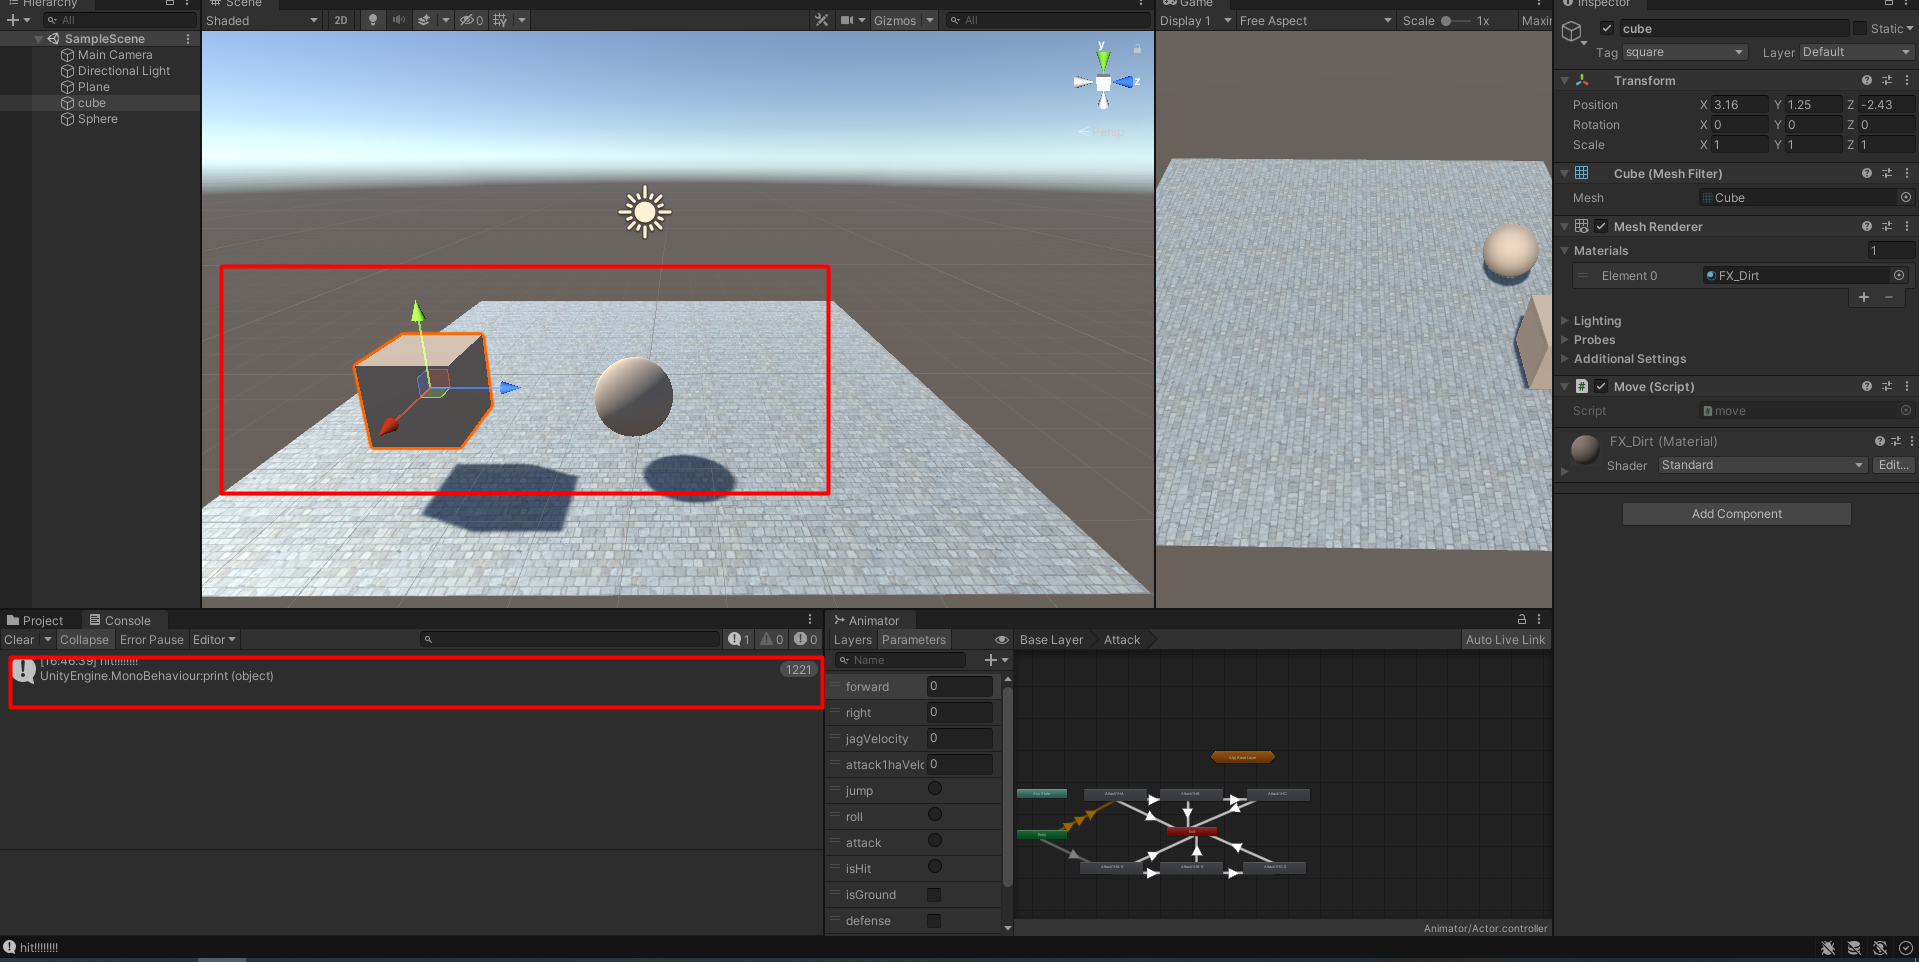 Hierarchy
All
SampleScene
Main Camera
Directional Light
Plane
cube
Sphere
Scene
Shaded
2D
0
Gizmos
All
y
z
Persp
Game
Display 1
Free Aspect
Scale
1x
Maxi
Inspector
cube
Static
Tag
square
Layer
Default
Transform
Position
X 3.16
Y 1.25
Z -2.43
Rotation
X 0
Y 0
Z 0
Scale
X 1
Y 1
Z 1
Cube (Mesh Filter)
Mesh
Cube
Mesh Renderer
Materials
1
Element 0
FX_Dirt
Lighting
Probes
Additional Settings
Move (Script)
Script
move
FX_Dirt (Material)
Shader
Standard
Edit...
Add Component
Project
Console
Clear
Collapse
Error Pause
Editor
1
0
0
[16:46:39] hit!!!!!!!!
UnityEngine.MonoBehaviour:print (object)
1221
Animator
Layers
Parameters
Base Layer
Attack
Auto Live Link
Name
forward
0
right
0
jagVelocity
0
attack1haVelo
0
jump
roll
attack
isHit
isGround
defense
Animator/Actor.controller
hit!!!!!!!!